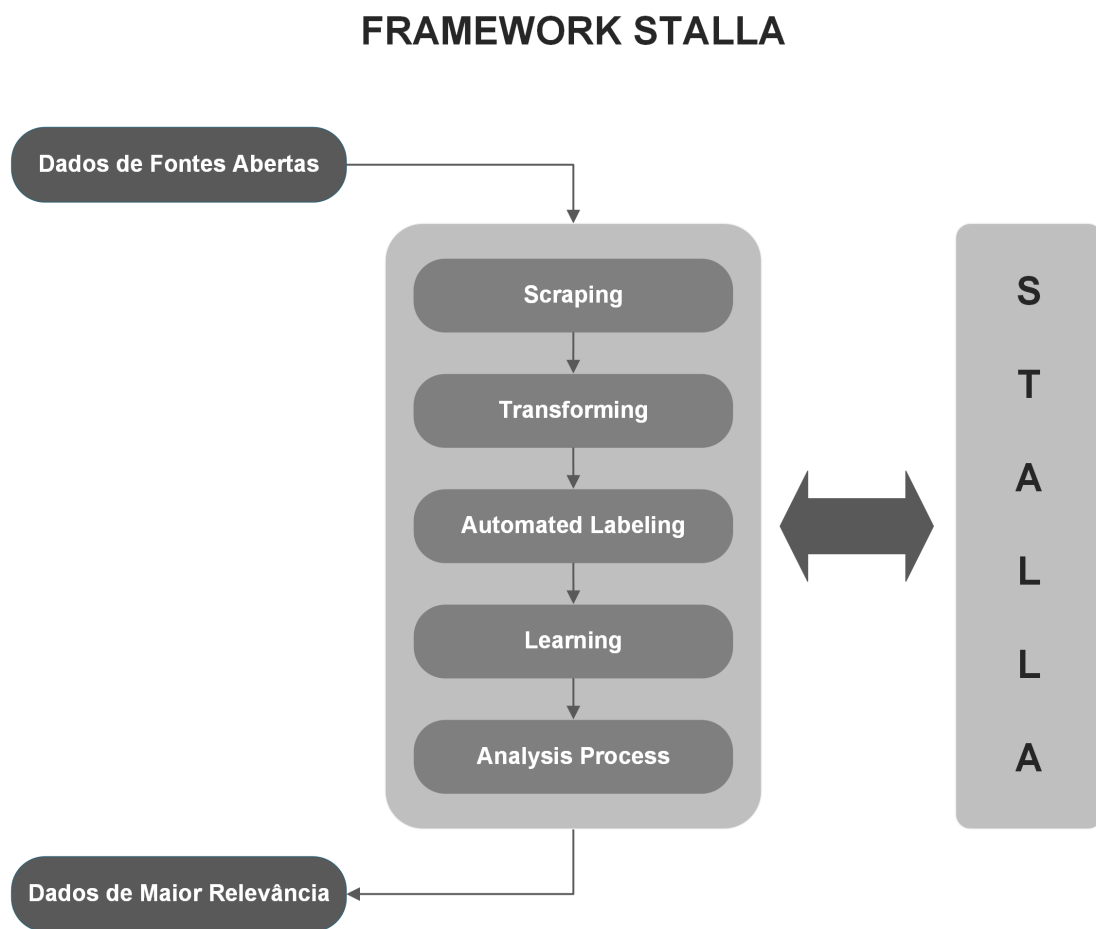 FRAMEWORK STALLA
Dados de Fontes Abertas
Scraping
Transforming
Automated Labeling
Learning
Analysis Process
Dados de Maior Relevância
S
T
A
L
L
A